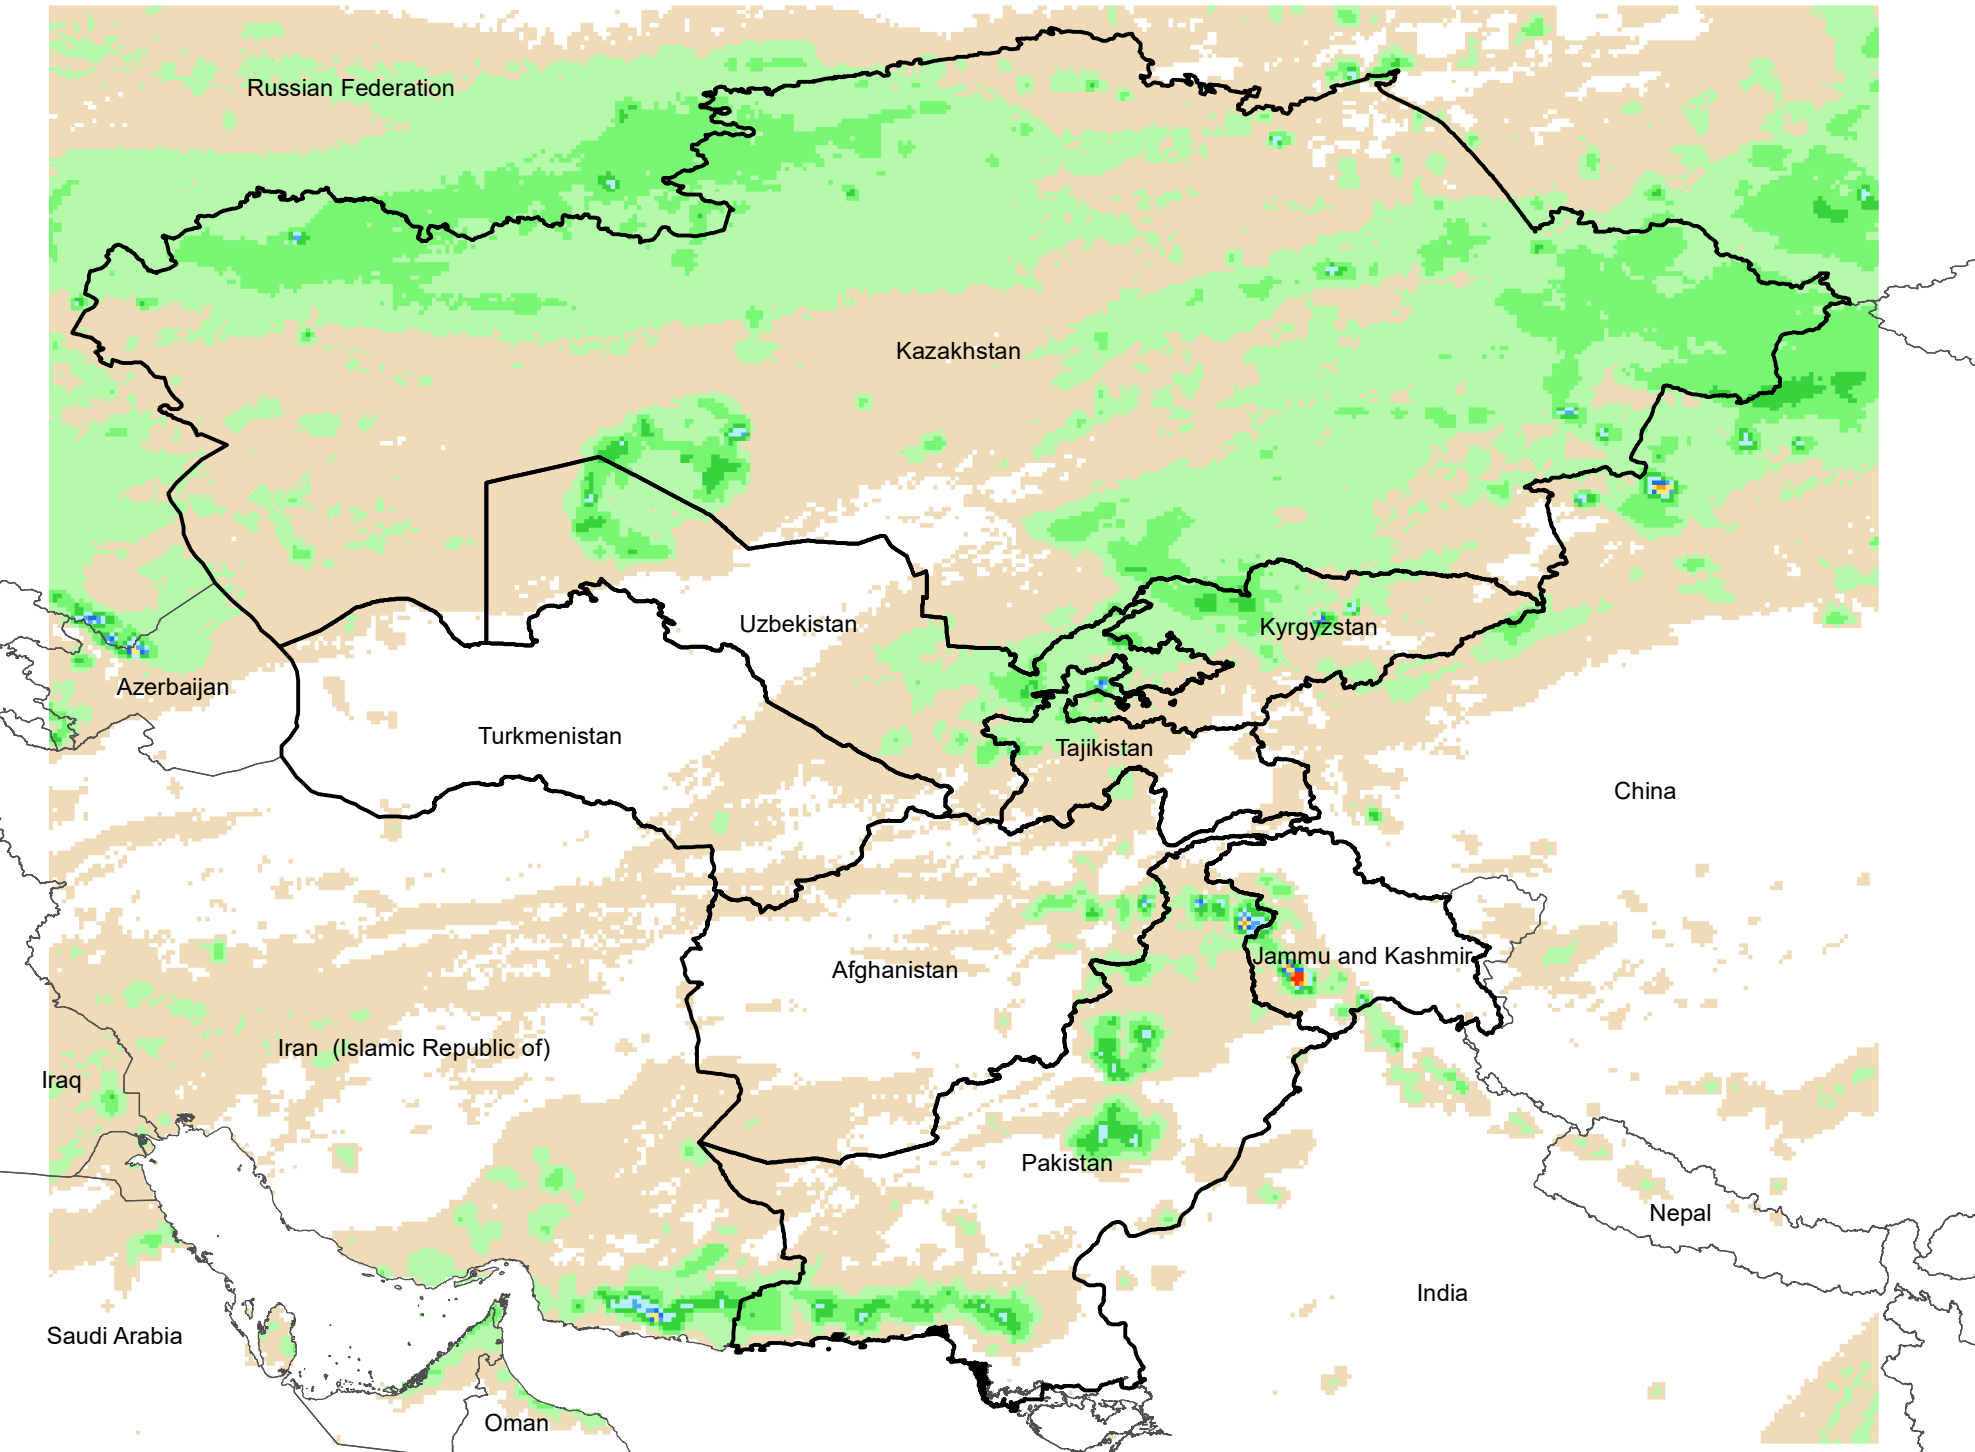 Russian Federation
Kazakhstan
Uzbekistan
Kyrgyzstan
Azerbaijan
Turkmenistan
Tajikistan
China
Jammu and Kashmir
Afghanistan
Iran  (Islamic Republic of)
Iraq
Pakistan
Nepal
India
Saudi Arabia
Oman